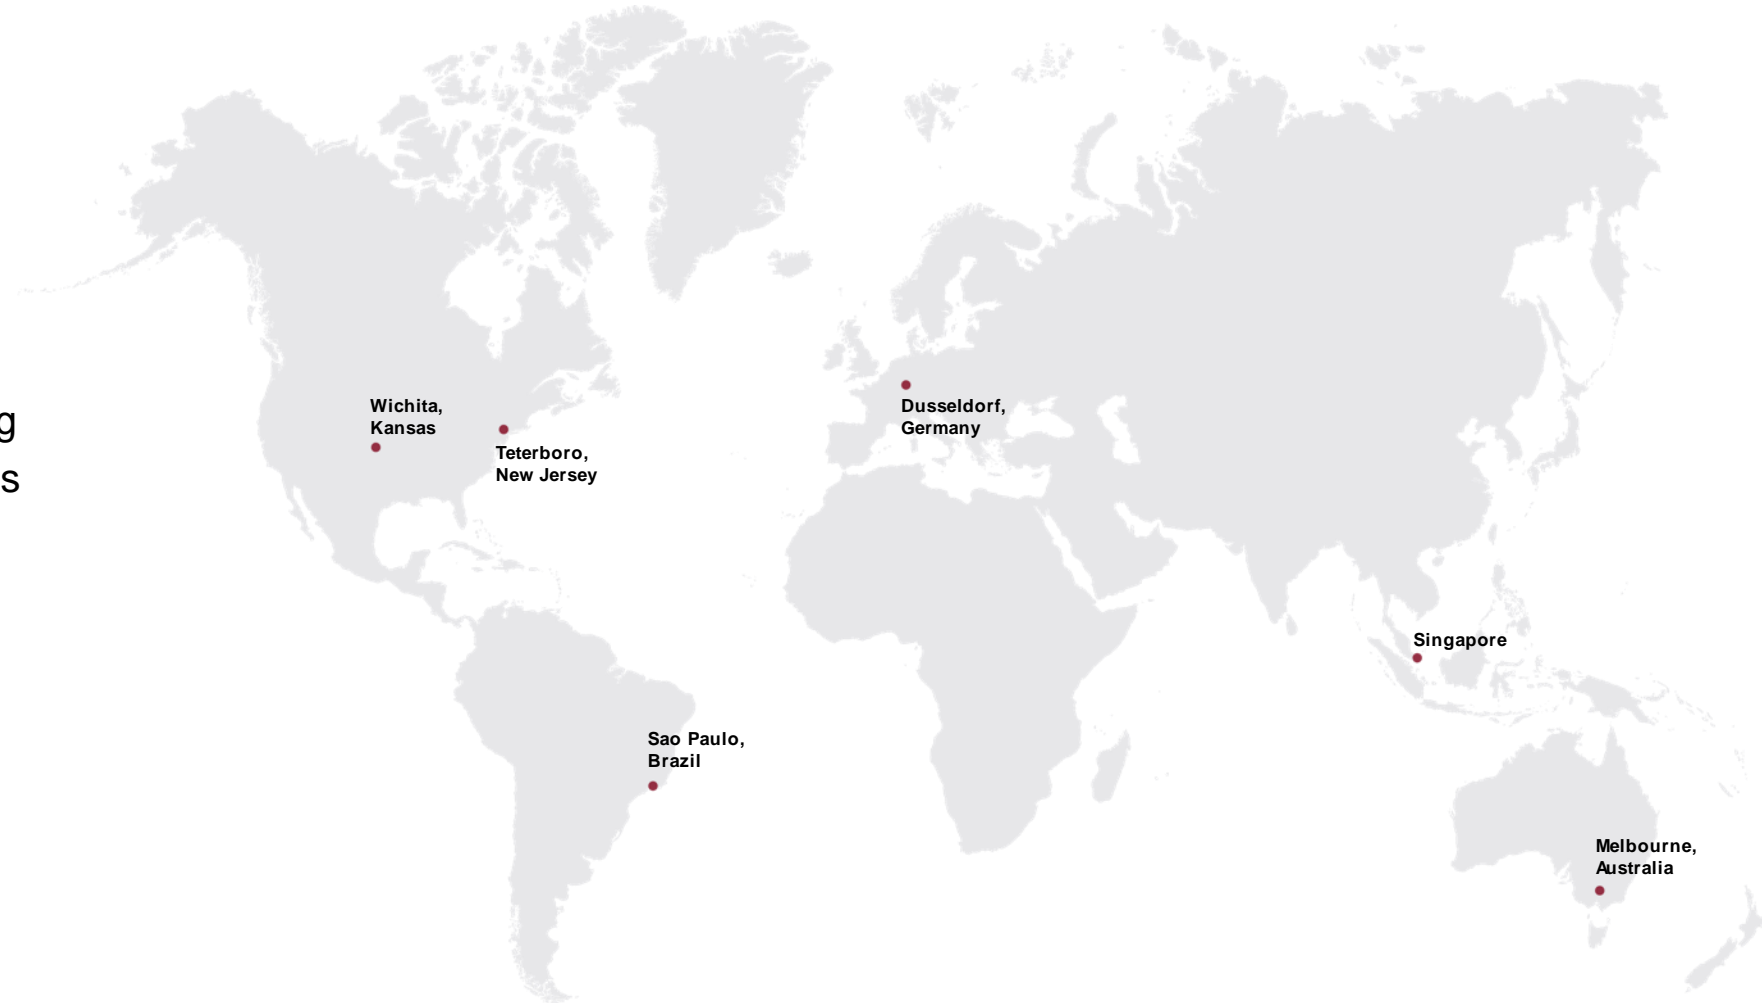 g
s
Wichita,
Kansas
Teterboro,
New Jersey
Dusseldorf,
Germany
Singapore
Sao Paulo,
Brazil
Melbourne,
Australia